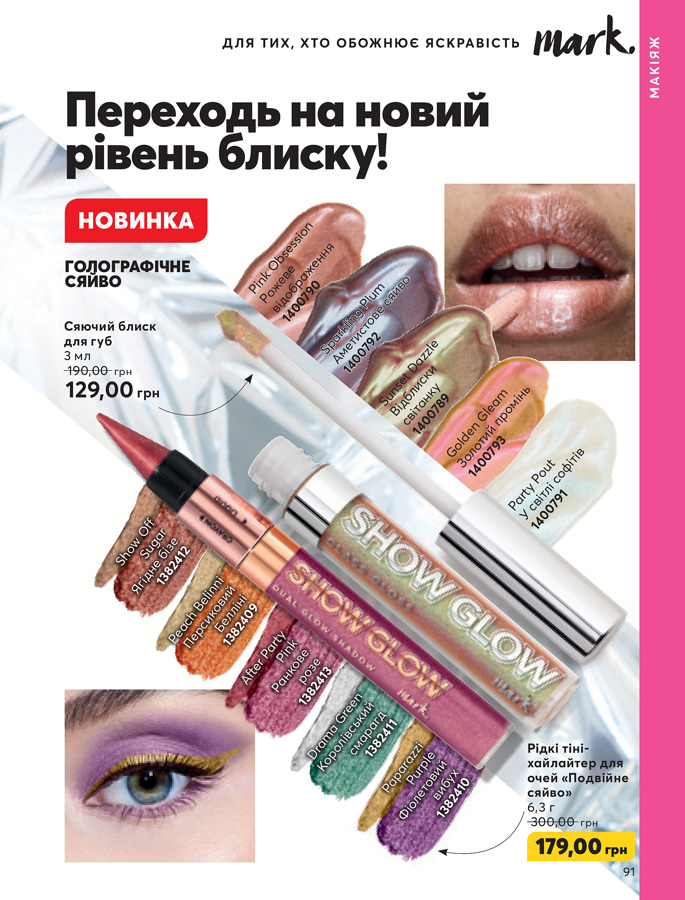 ДЛЯ ТИХ, ХТО ОБОЖНЮЄ ЯСКРАВІСТЬ
mark.
МАКІЯЖ
Переходь на новий
рівень блиску!
НОВИНКА
ГОЛОГРАФІЧНЕ
СЯЙВО
Сяючий блиск
для губ
3 мл
190,00 грн
129,00 грн
Pink Obsession
Рожеве
відображення
1400790
Sparkling Plum
Аметистове сяйво
1400792
Sunset Dazzle
Відблиски
світанку
1400789
Golden Gleam
Золотий промінь
1400793
Party Pout
У світлі софітів
1400791
SHOW GLOW
mark.
SHOW GLOW
DUAL GLOW SHADOW
mark.
Show Off
Sugar
Ягідне бізе
1382412
Peach Belinni
Персиковий
Белліні
1382409
After Party
Pink
Ранкове
розе
1382413
Drama Green
Королівський
смарагд
1382411
Paparazzi
Purple
Фіолетовий
вибух
1382410
Рідкі тіні-
хайлайтер для
очей «Подвійне
сяйво»
6,3 г
300,00 грн
179,00 грн
91